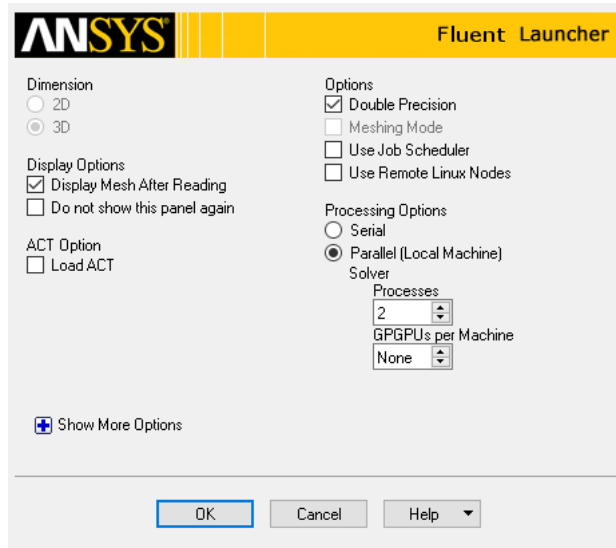 ANSYS
Fluent Launcher
Dimension
2D
3D
Display Options
Display Mesh After Reading
Do not show this panel again
ACT Option
Load ACT
Options
Double Precision
Meshing Mode
Use Job Scheduler
Use Remote Linux Nodes
Processing Options
Serial
Parallel (Local Machine)
Solver
Processes
2
GPGPUs per Machine
None
Show More Options
OK Cancel Help